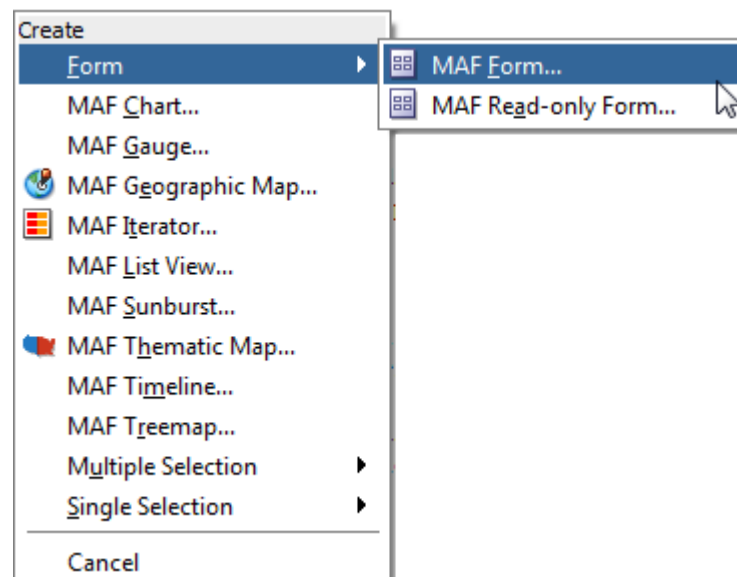 Create
Form
MAF Form...
MAF Read-only Form...
MAF Chart...
MAF Gauge...
MAF Geographic Map...
MAF Iterator...
MAF List View...
MAF Sunburst...
MAF Thematic Map...
MAF Timeline...
MAF Treemap...
Multiple Selection
Single Selection
Cancel